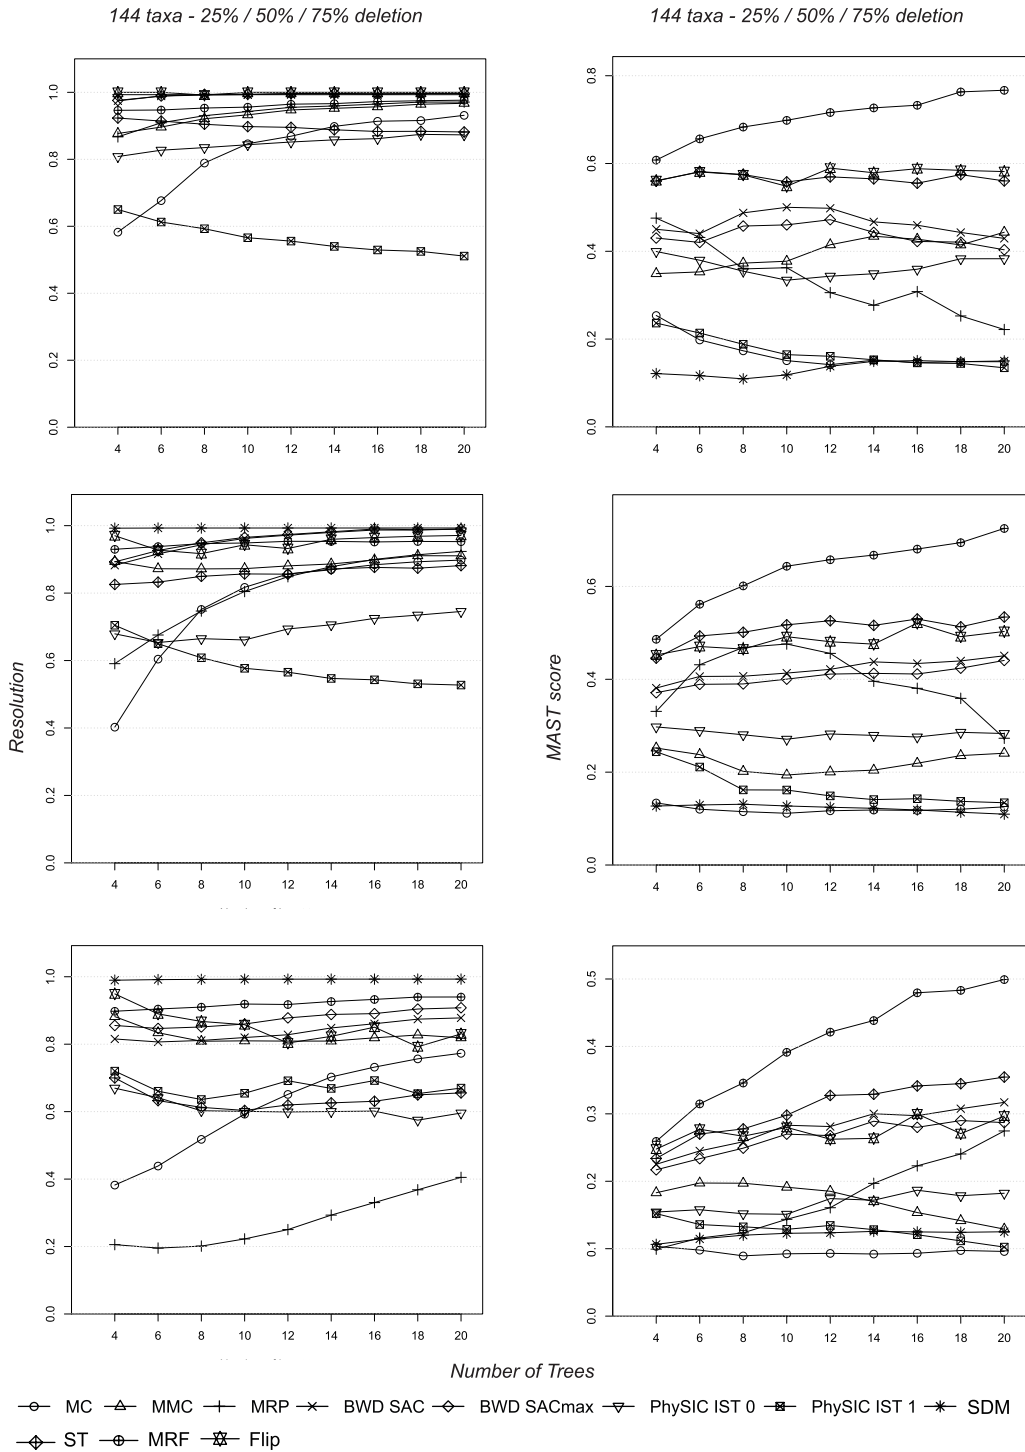 144 taxa - 25% / 50% / 75% deletion
144 taxa - 25% / 50% / 75% deletion
1.0
0.8
0.6
0.4
0.2
0.0
4 6 8 10 12 14 16 18 20
0.8
0.6
0.4
0.2
0.0
4 6 8 10 12 14 16 18 20
Resolution
1.0
0.8
0.6
0.4
0.2
0.0
4 6 8 10 12 14 16 18 20
MAST score
0.6
0.4
0.2
0.0
4 6 8 10 12 14 16 18 20
1.0
0.8
0.6
0.4
0.2
0.0
4 6 8 10 12 14 16 18 20
0.5
0.4
0.3
0.2
0.1
0.0
4 6 8 10 12 14 16 18 20
Number of Trees
MC MMC MRP BWD SAC BWD SACmax PhySIC IST 0 PhySIC IST 1 SDM
ST MRF Flip